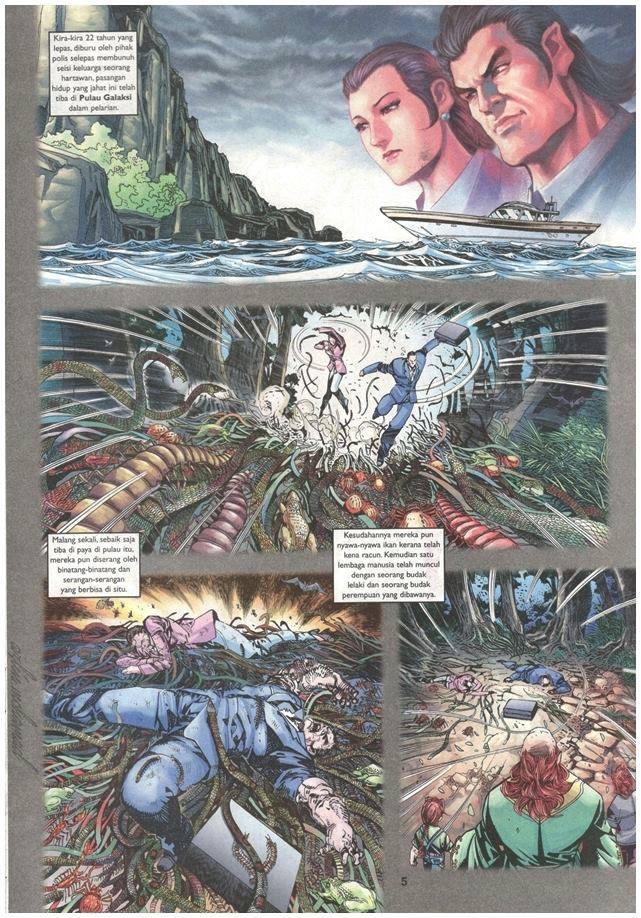 Kira-kira 22 tahun yang
lepas, diburu oleh pihak
polis selepas membunuh
seisi keluarga seorang
hartawan, pasangan
hidup yang jahat ini telah
tiba di Pulau Galaksi
dalam pelarian.
Malang sekali, sebaik saja
tiba di paya di pulau itu,
mereka pun diserang oleh
binatang-binatang dan
serangan-serangan
yang berbisa di situ.
Kesudahannya mereka pun
nyawa-nyawa ikan kerana telah
kena racun. Kemudian satu
lembaga manusia telah muncul
dengan seorang budak
lelaki dan seorang budak
perempuan yang dibawanya.
5